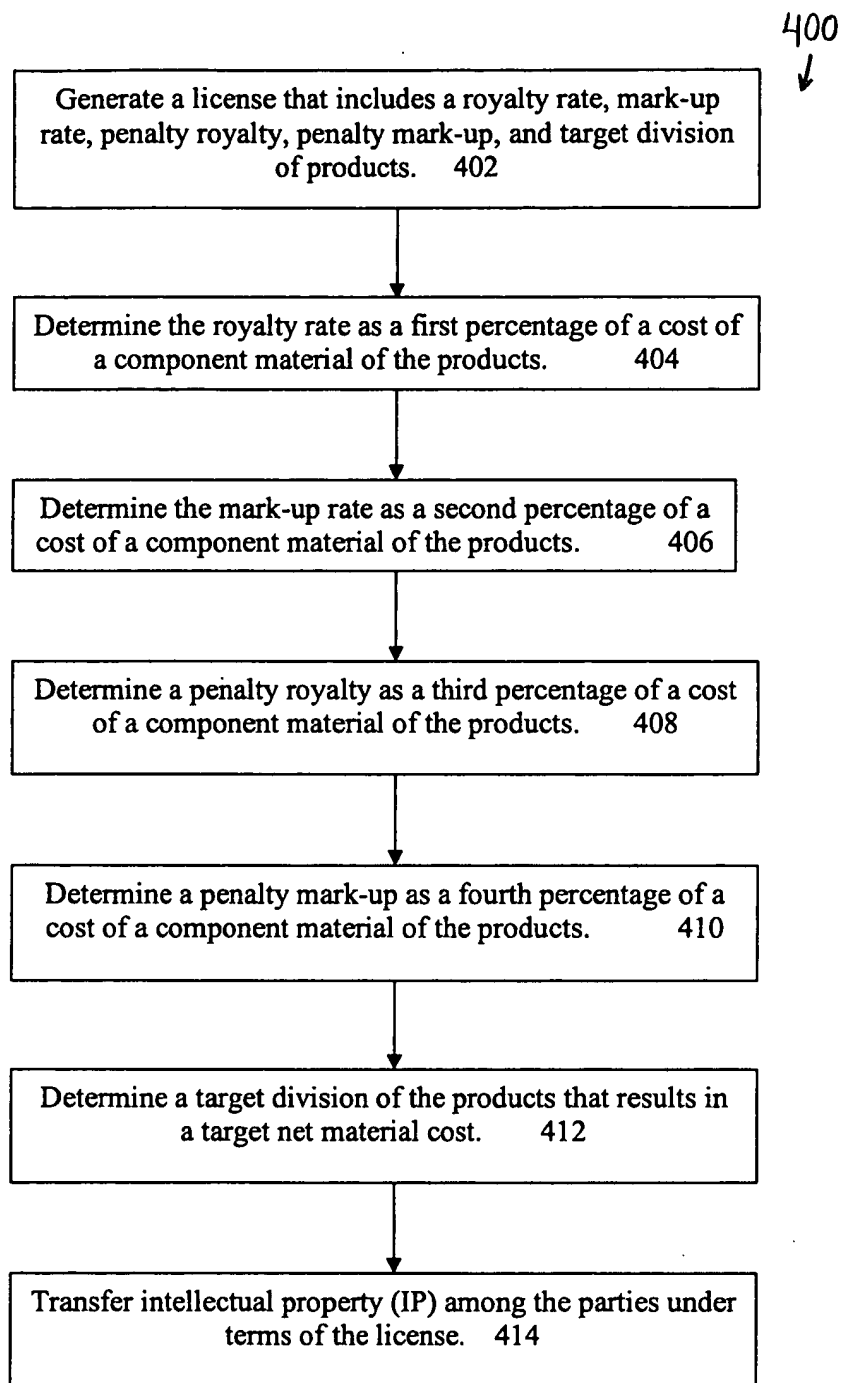 400
Generate a license that includes a royalty rate, mark-up
rate, penalty royalty, penalty mark-up, and target division
of products. 402
Determine the royalty rate as a first percentage of a cost of
a component material of the products. 404
Determine the mark-up rate as a second percentage of a
cost of a component material of the products. 406
Determine a penalty royalty as a third percentage of a cost
of a component material of the products. 408
Determine a penalty mark-up as a fourth percentage of a
cost of a component material of the products. 410
Determine a target division of the products that results in
a target net material cost. 412
Transfer intellectual property (IP) among the parties under
terms of the license. 414